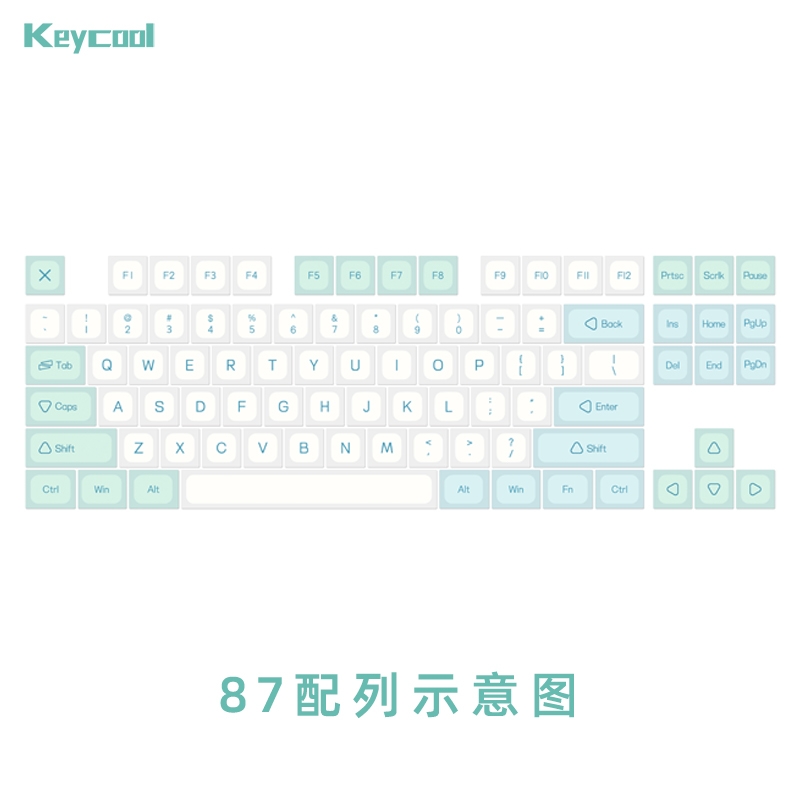 Keycool
F1 F2 F3 F4 F5 F6 F7 F8 F9 F10 F11 F12 Prtsc Scrlk Pause
~ ! @ # $ % ^ & * ( ) — + Back Ins Home PgUp
` 1 2 3 4 5 6 7 8 9 0 - =
Tab Q W E R T Y U I O P { } | Del End PgDn
[ ] \
Caps A S D F G H J K L : " Enter
; '
Shift Z X C V B N M < > ? Shift
, . /
Ctrl Win Alt Alt Win Fn Ctrl
87配列示意图